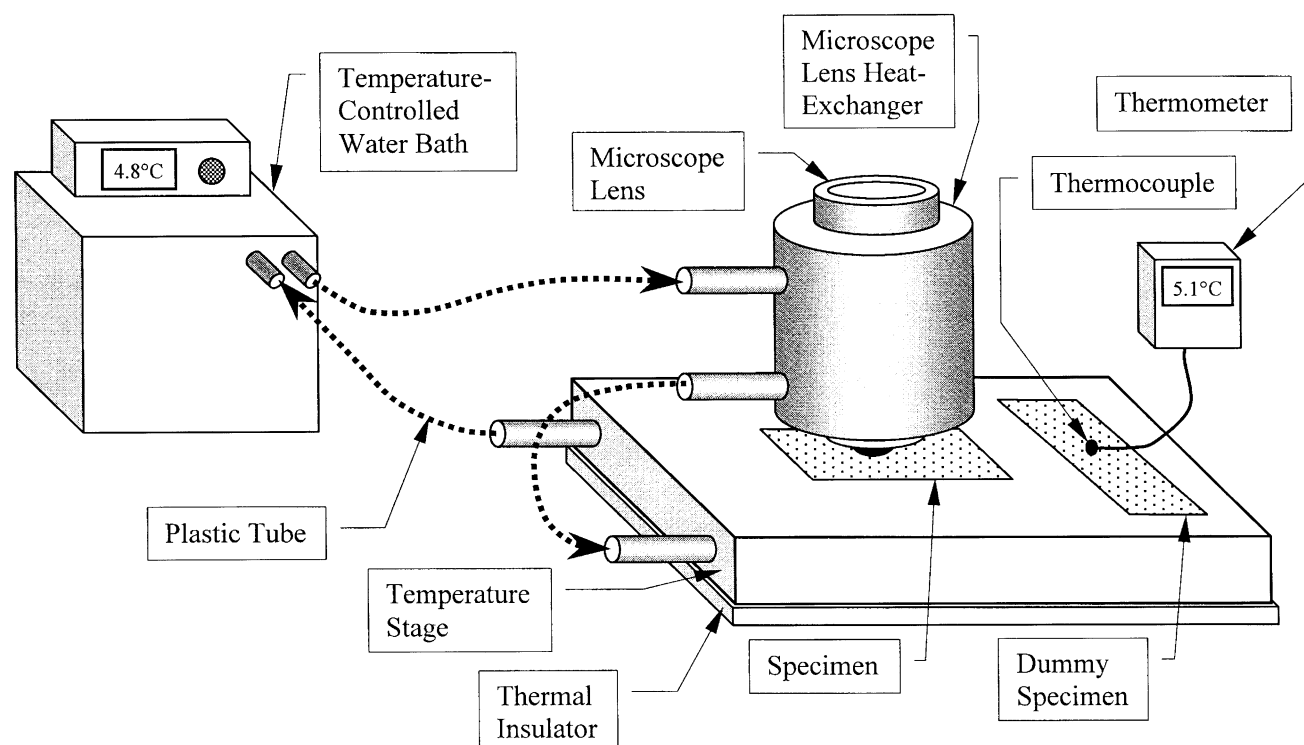 Temperature-
Controlled
Water Bath
4.8°C
Microscope
Lens
Microscope
Lens Heat-
Exchanger
Thermometer
Thermocouple
5.1°C
Plastic Tube
Temperature
Stage
Thermal
Insulator
Specimen
Dummy
Specimen